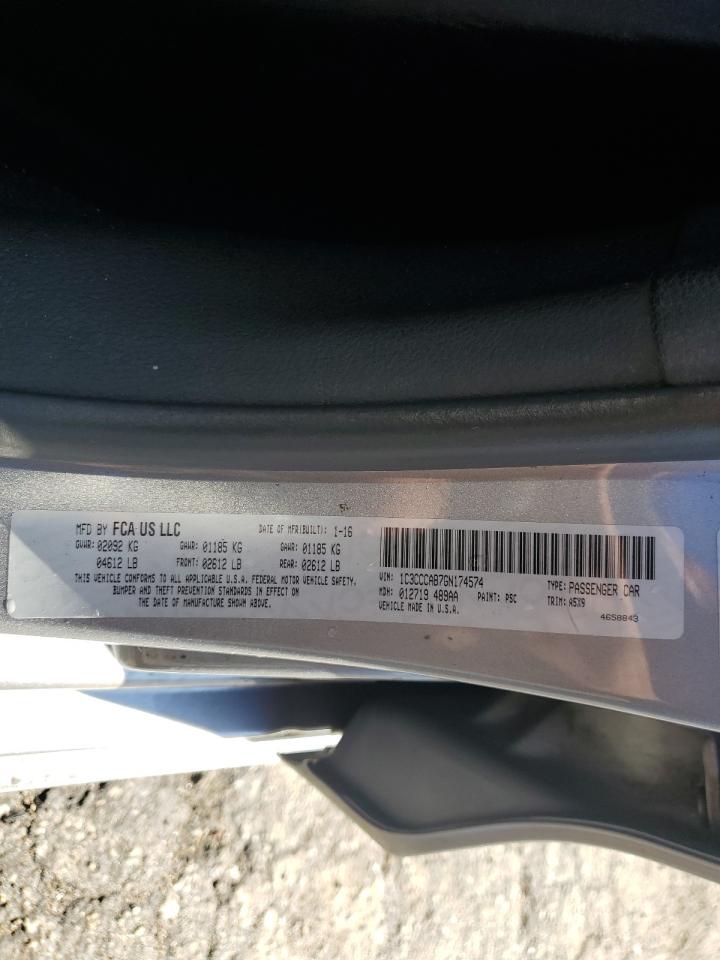 MFD BY FCA US LLC DATE OF MFR(BUILT): 1-16
GVWR: 02092 KG GAWR: 01185 KG GAWR: 01185 KG
04612 LB FRONT: 02612 LB REAR: 02612 LB
THIS VEHICLE CONFORMS TO ALL APPLICABLE U.S.A. FEDERAL MOTOR VEHICLE SAFETY,
BUMPER AND THEFT PREVENTION STANDARDS IN EFFECT ON
THE DATE OF MANUFACTURE SHOWN ABOVE.
VIN: 1C3CCCAB7GN174574 TYPE: PASSENGER CAR
MDH: 012719 489AA PAINT: PSC TRIM: A5X9
VEHICLE MADE IN U.S.A.
4658843